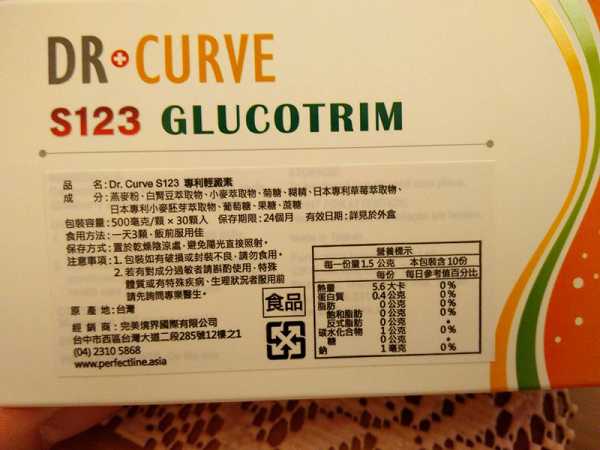 DR CURVE
S123 GLUCOTRIM
品 名:Dr. Curve S123 專利輕澱素
成 分:燕麥粉、白腎豆萃取物、小麥萃取物、菊糖、糊精、日本專利草莓萃取物、
日本專利小麥胚芽萃取物、葡萄糖、果糖、蔗糖
包裝容量:500毫克/顆×30顆入 保存期限:24個月 有效日期:詳見於外盒
食用方法:一天3顆,飯前服用佳
保存方式:置於乾燥陰涼處,避免陽光直接照射。
注意事項:1.包裝如有破損或封裝不良,請勿食用。
2.若有對成分過敏者請斟酌使用,特殊
體質或有特殊疾病、生理狀況者服用前
請先詢問專業醫生。
原 產 地:台灣
經 銷 商:完美境界國際有限公司
台中市西區台灣大道二段285號12樓之1
(04) 2310 5868
www.perfectline.asia
食品
營養標示
每一份量1.5 公克 本包裝含10份
每份 每日參考值百分比
熱量 5.6 大卡 0%
蛋白質 0.4 公克 0%
脂肪 0 公克 0%
飽和脂肪 0 公克 0%
反式脂肪 0 公克 *
碳水化合物 1 公克 0%
糖 0 公克 *
鈉 1 毫克 0%